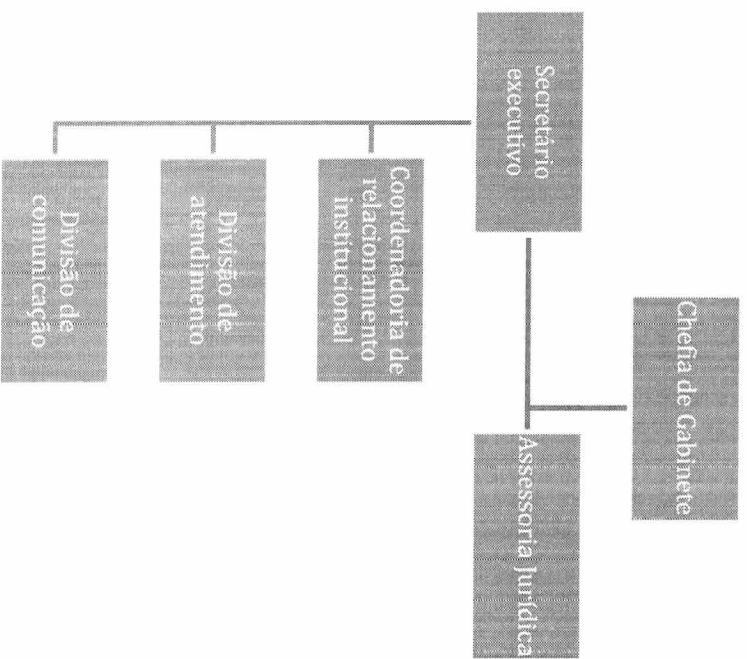 Chefia de Gabinete
Secretário
executivo
Assessoria Jurídica
Coordenadoria de
relacionamento
institucional
Divisão de
atendimento
Divisão de
comunicação